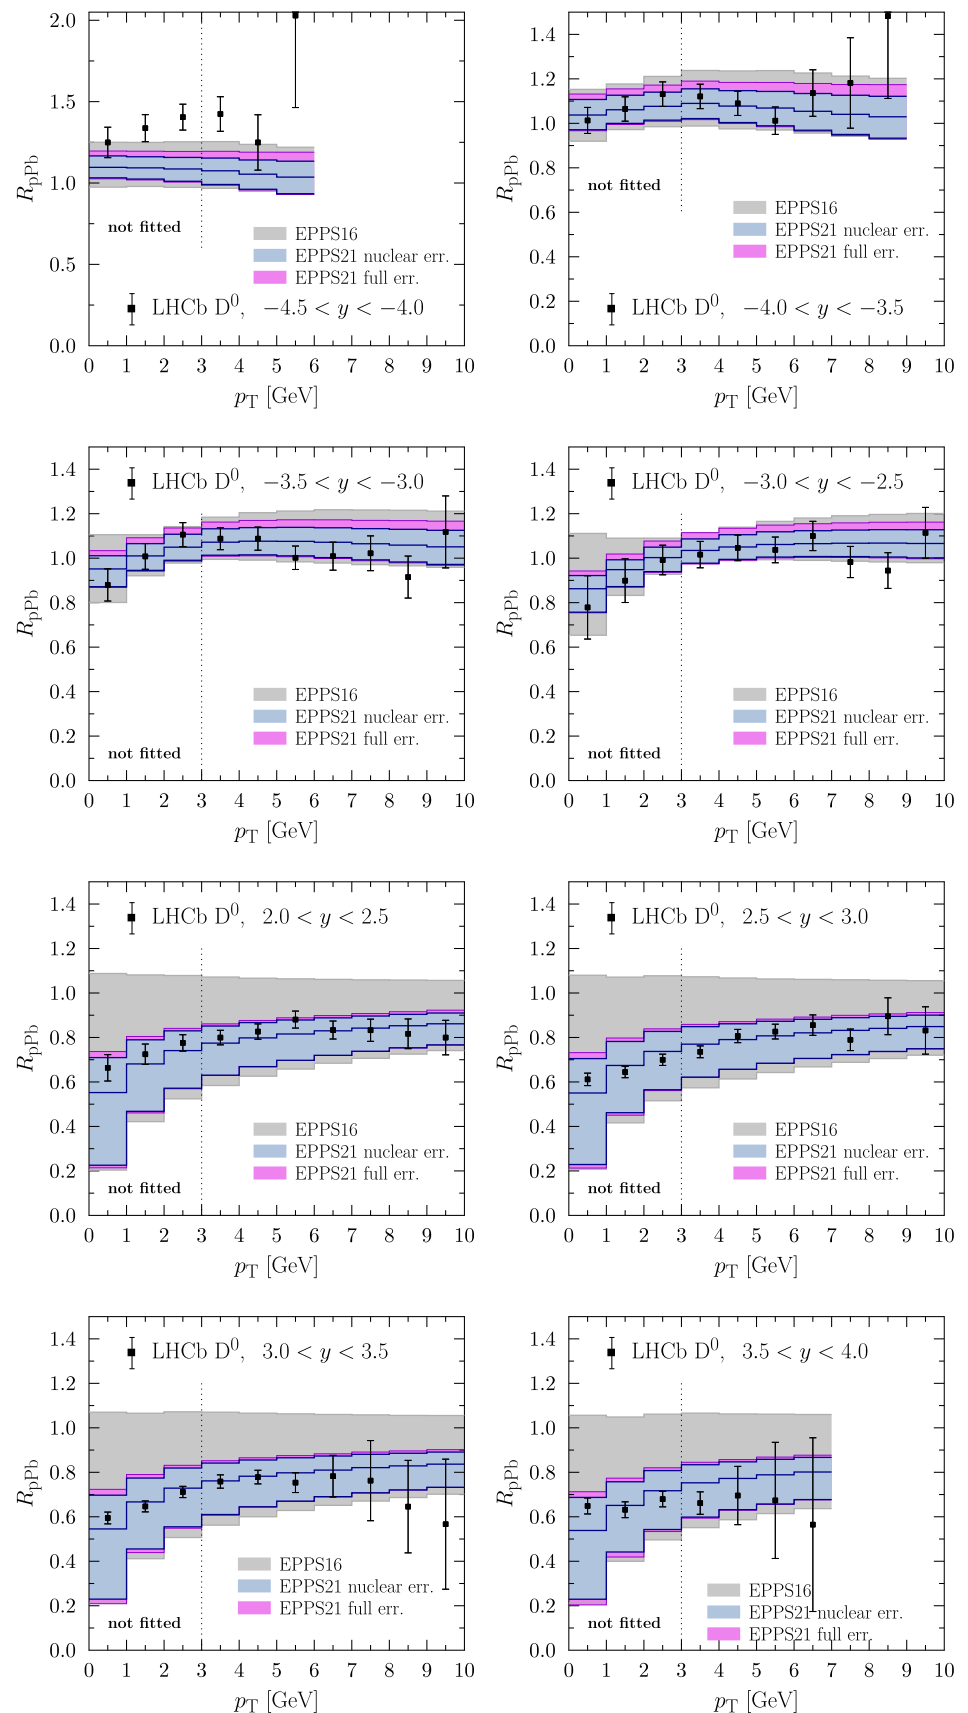 2.0
1.5
1.0
0.5
0.0
R_pPb
not fitted
EPPS16
EPPS21 nuclear err.
EPPS21 full err.
LHCb D^0, −4.5 < y < −4.0
0 1 2 3 4 5 6 7 8 9 10
p_T [GeV]
1.4
1.2
1.0
0.8
0.6
0.4
0.2
0.0
R_pPb
not fitted
EPPS16
EPPS21 nuclear err.
EPPS21 full err.
LHCb D^0, −4.0 < y < −3.5
0 1 2 3 4 5 6 7 8 9 10
p_T [GeV]
1.4
1.2
1.0
0.8
0.6
0.4
0.2
0.0
R_pPb
LHCb D^0, −3.5 < y < −3.0
EPPS16
EPPS21 nuclear err.
EPPS21 full err.
not fitted
0 1 2 3 4 5 6 7 8 9 10
p_T [GeV]
1.4
1.2
1.0
0.8
0.6
0.4
0.2
0.0
R_pPb
LHCb D^0, −3.0 < y < −2.5
EPPS16
EPPS21 nuclear err.
EPPS21 full err.
not fitted
0 1 2 3 4 5 6 7 8 9 10
p_T [GeV]
1.4
1.2
1.0
0.8
0.6
0.4
0.2
0.0
R_pPb
LHCb D^0, 2.0 < y < 2.5
EPPS16
EPPS21 nuclear err.
EPPS21 full err.
not fitted
0 1 2 3 4 5 6 7 8 9 10
p_T [GeV]
1.4
1.2
1.0
0.8
0.6
0.4
0.2
0.0
R_pPb
LHCb D^0, 2.5 < y < 3.0
EPPS16
EPPS21 nuclear err.
EPPS21 full err.
not fitted
0 1 2 3 4 5 6 7 8 9 10
p_T [GeV]
1.4
1.2
1.0
0.8
0.6
0.4
0.2
0.0
R_pPb
LHCb D^0, 3.0 < y < 3.5
EPPS16
EPPS21 nuclear err.
EPPS21 full err.
not fitted
0 1 2 3 4 5 6 7 8 9 10
p_T [GeV]
1.4
1.2
1.0
0.8
0.6
0.4
0.2
0.0
R_pPb
LHCb D^0, 3.5 < y < 4.0
EPPS16
EPPS21 nuclear err.
EPPS21 full err.
not fitted
0 1 2 3 4 5 6 7 8 9 10
p_T [GeV]